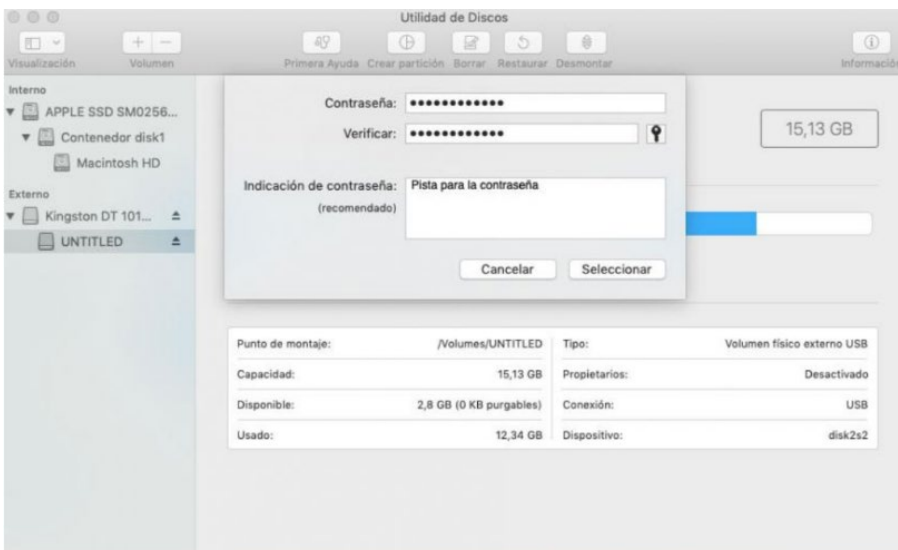 Utilidad de Discos
Visualización Volumen Primera Ayuda Crear partición Borrar Restaurar Desmontar Información
Interno
APPLE SSD SM0256...
Contenedor disk1
Macintosh HD
Externo
Kingston DT 101...
UNTITLED
Contraseña: ••••••••••••
Verificar: ••••••••••••
Indicación de contraseña: Pista para la contraseña
(recomendado)
Cancelar Seleccionar
15,13 GB
Punto de montaje: /Volumes/UNTITLED Tipo: Volumen físico externo USB
Capacidad: 15,13 GB Propietarios: Desactivado
Disponible: 2,8 GB (0 KB purgables) Conexión: USB
Usado: 12,34 GB Dispositivo: disk2s2